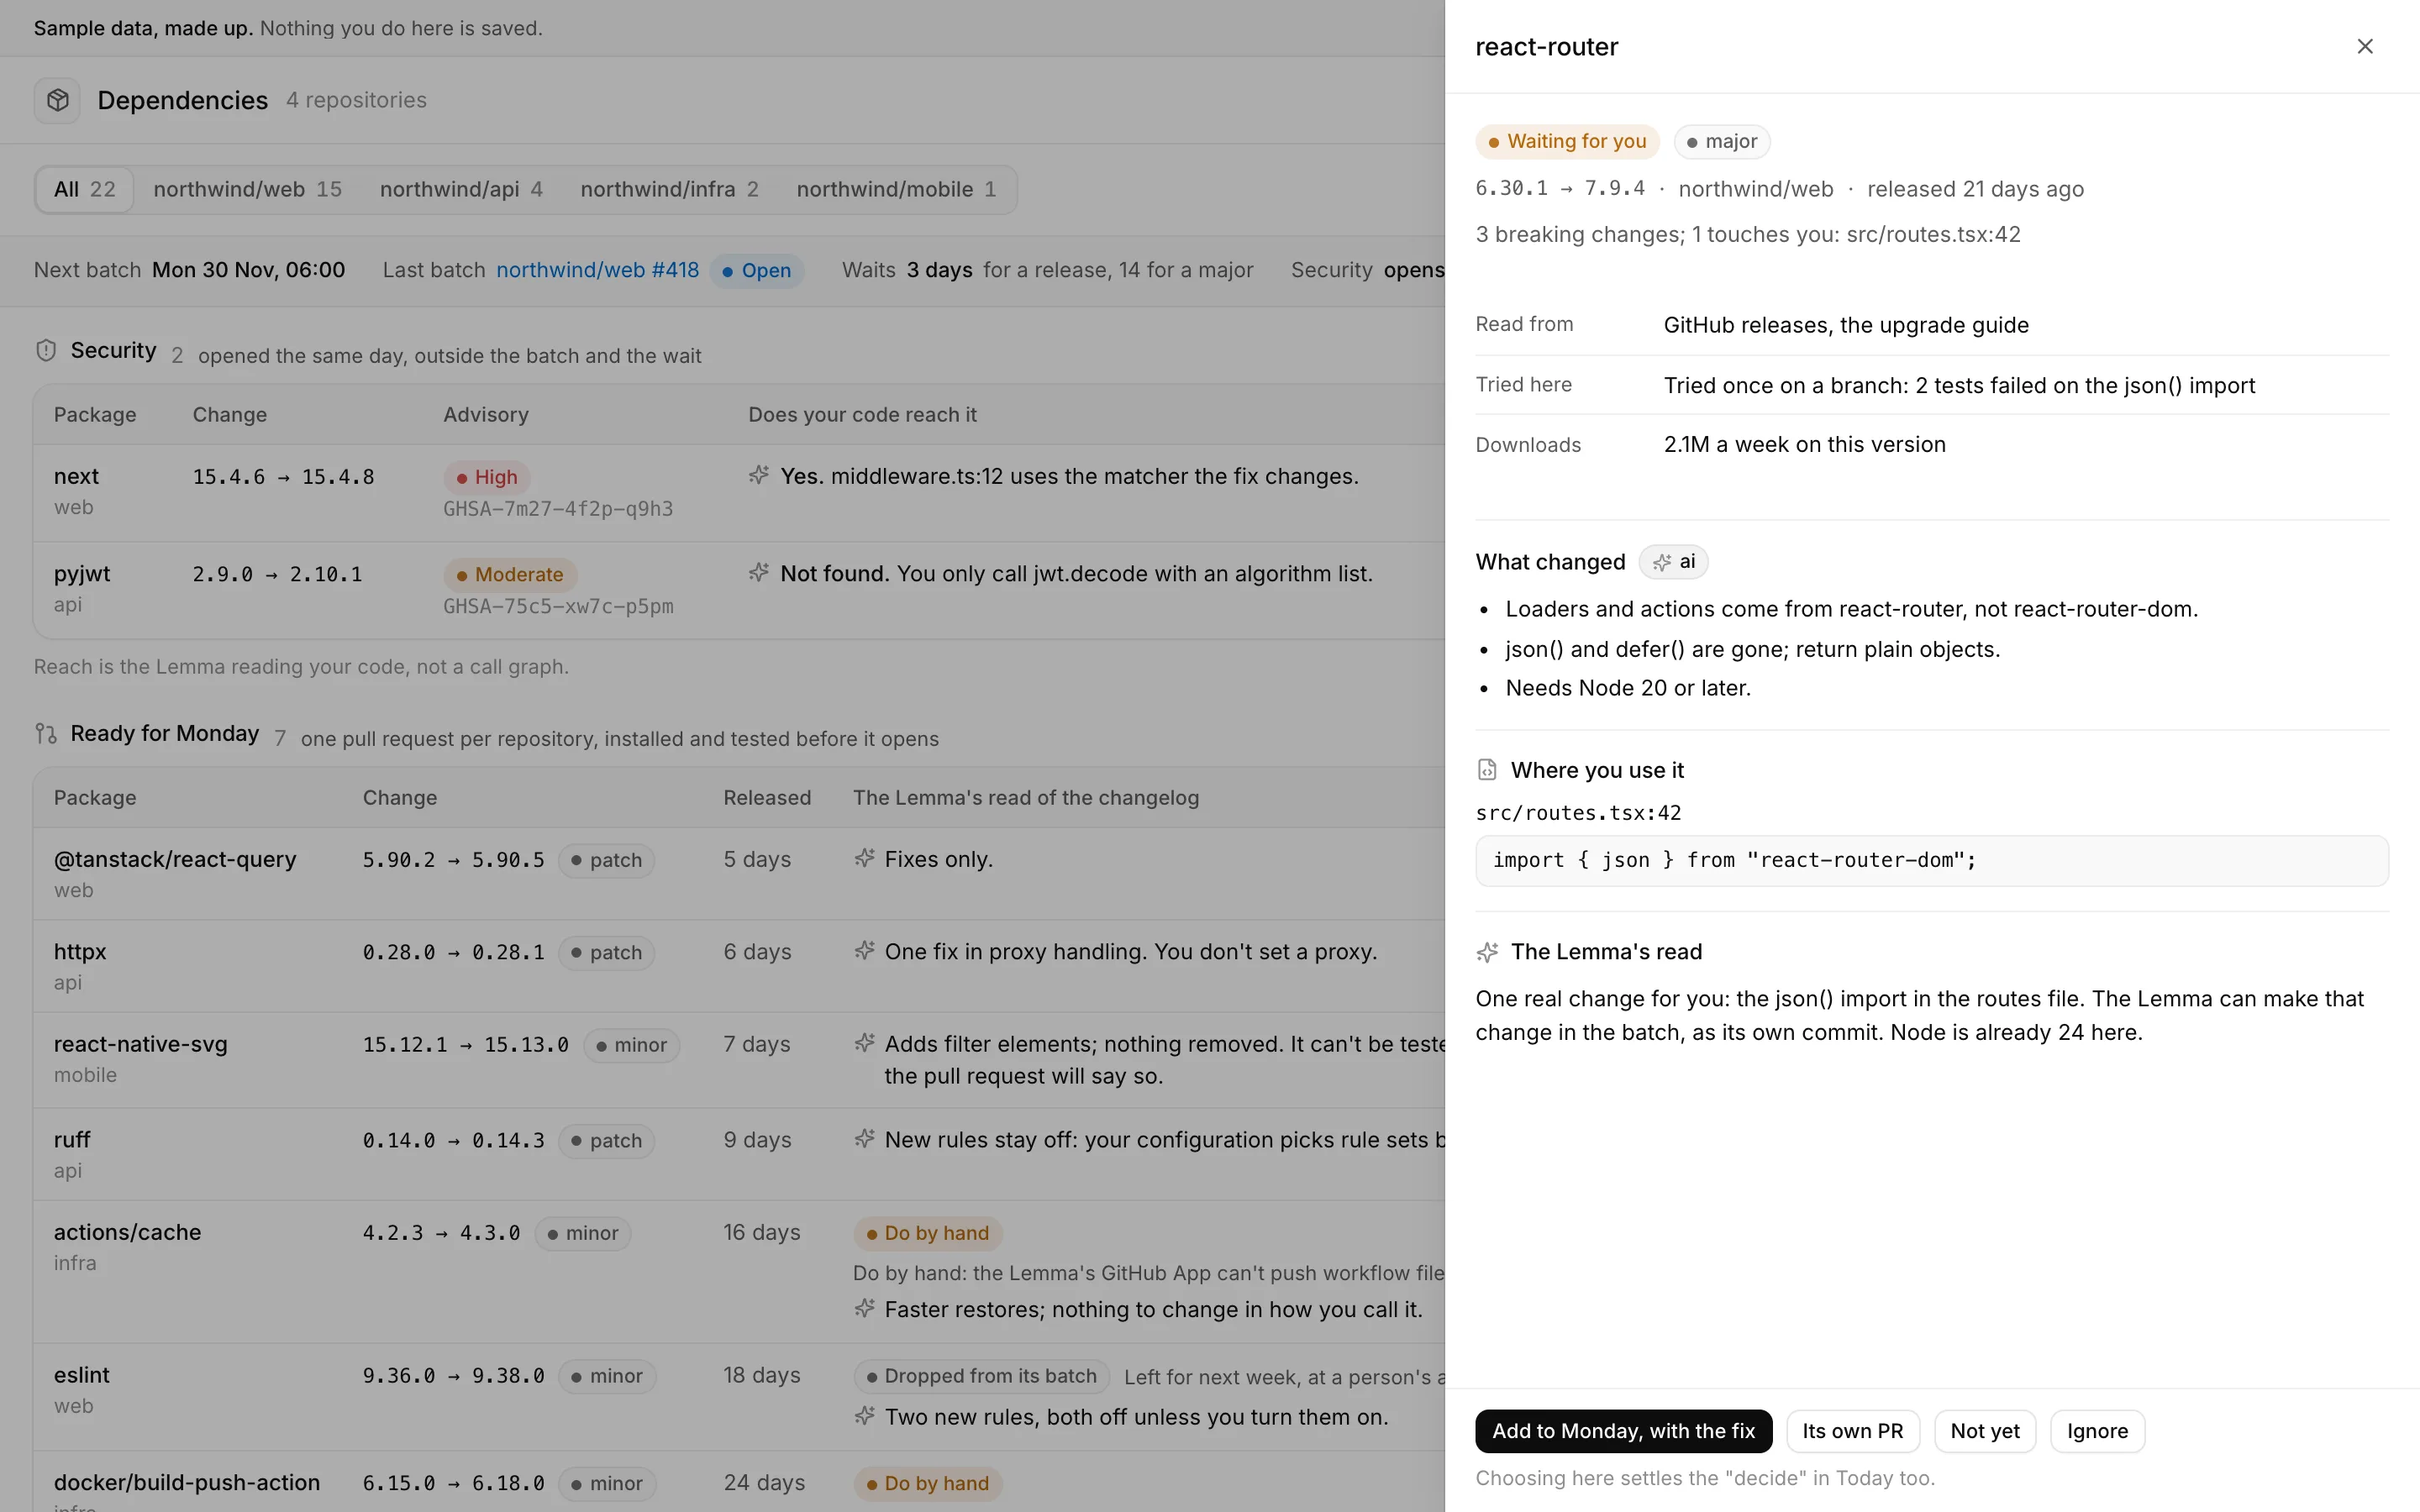 Sample data, made up. Nothing you do here is saved.
Dependencies 4 repositories
All 22 northwind/web 15 northwind/api 4 northwind/infra 2 northwind/mobile 1
Next batch Mon 30 Nov, 06:00 Last batch northwind/web #418 Open Waits 3 days for a release, 14 for a major Security opens
Security 2 opened the same day, outside the batch and the wait
Package Change Advisory Does your code reach it
next 15.4.6 → 15.4.8 High Yes. middleware.ts:12 uses the matcher the fix changes.
web GHSA-7m27-4f2p-q9h3
pyjwt 2.9.0 → 2.10.1 Moderate Not found. You only call jwt.decode with an algorithm list.
api GHSA-75c5-xw7c-p5pm
Reach is the Lemma reading your code, not a call graph.
Ready for Monday 7 one pull request per repository, installed and tested before it opens
Package Change Released The Lemma's read of the changelog
@tanstack/react-query 5.90.2 → 5.90.5 patch 5 days Fixes only.
web
httpx 0.28.0 → 0.28.1 patch 6 days One fix in proxy handling. You don't set a proxy.
api
react-native-svg 15.12.1 → 15.13.0 minor 7 days Adds filter elements; nothing removed. It can't be teste
mobile the pull request will say so.
ruff 0.14.0 → 0.14.3 patch 9 days New rules stay off: your configuration picks rule sets b
api
actions/cache 4.2.3 → 4.3.0 minor 16 days Do by hand
infra
Do by hand: the Lemma's GitHub App can't push workflow file
Faster restores; nothing to change in how you call it.
eslint 9.36.0 → 9.38.0 minor 18 days Dropped from its batch Left for next week, at a person's a
web
Two new rules, both off unless you turn them on.
docker/build-push-action 6.15.0 → 6.18.0 minor 24 days Do by hand
react-router
Waiting for you major
6.30.1 → 7.9.4 · northwind/web · released 21 days ago
3 breaking changes; 1 touches you: src/routes.tsx:42
Read from GitHub releases, the upgrade guide
Tried here Tried once on a branch: 2 tests failed on the json() import
Downloads 2.1M a week on this version
What changed ai
• Loaders and actions come from react-router, not react-router-dom.
• json() and defer() are gone; return plain objects.
• Needs Node 20 or later.
Where you use it
src/routes.tsx:42
import { json } from "react-router-dom";
The Lemma's read
One real change for you: the json() import in the routes file. The Lemma can make that
change in the batch, as its own commit. Node is already 24 here.
Add to Monday, with the fix Its own PR Not yet Ignore
Choosing here settles the "decide" in Today too.